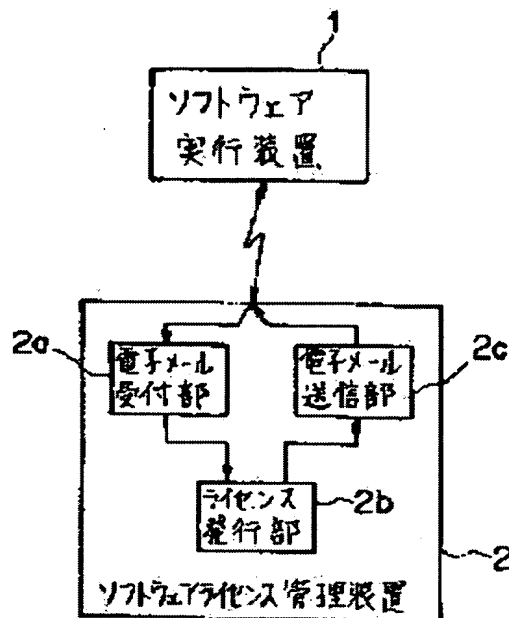 1
ソフトウェア
実行装置
2a
電子メール
受付部
電子メール
送信部
2c
ライセンス
発行部
2b
2
ソフトウェアライセンス管理装置